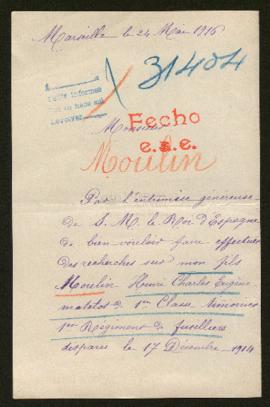 Marseille le 24 Mai 1916
31404
Monsieur
Fecho
e.s.e.
Moulin
Par l'entremise généreuse
de S. M. le Roi d'Espagne
de bien vouloir faire effectuer
des recherches sur mon fils
Moulin Henri Charles Eugène
matelot de 1re Classe
1er Régiment de fusilliers
disparu le 17 Décembre 1914